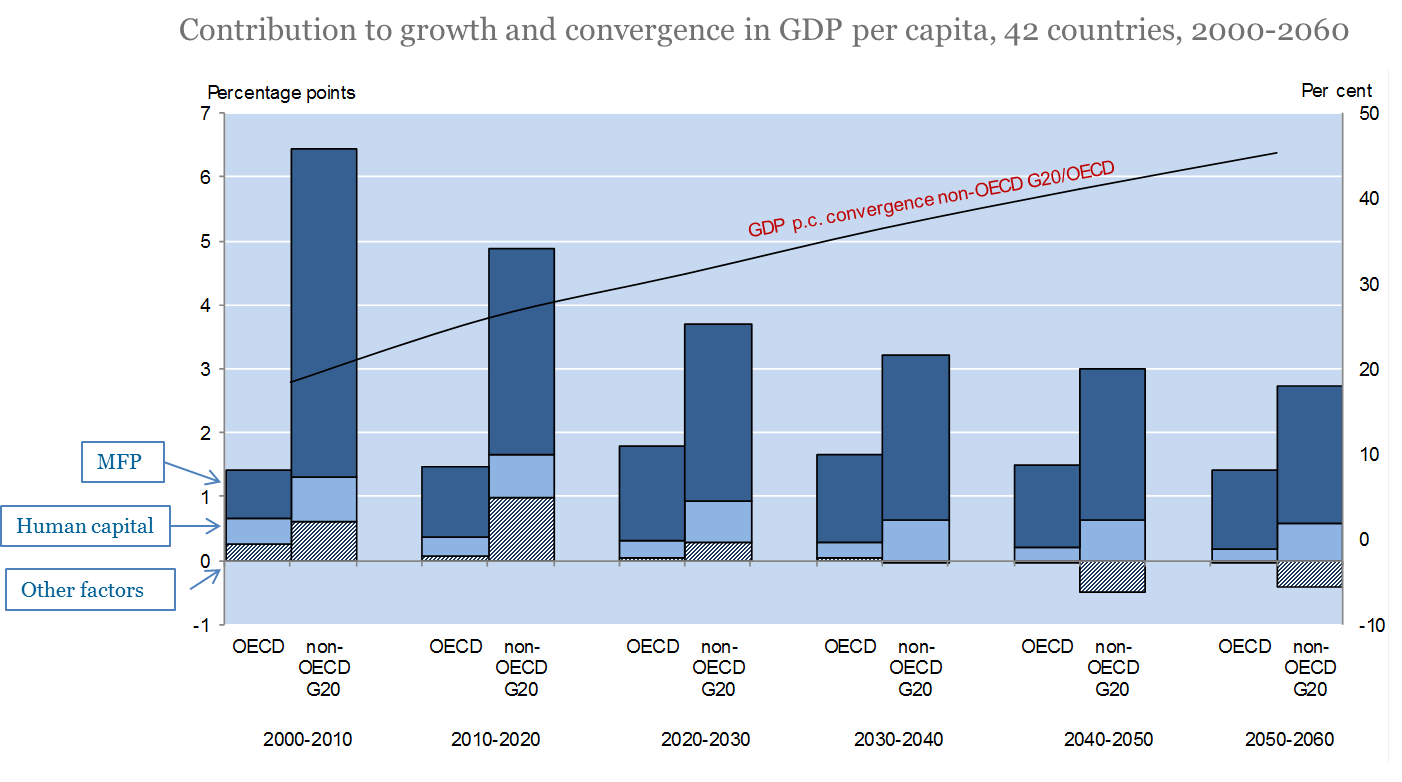 Contribution to growth and convergence in GDP per capita, 42 countries, 2000-2060
Percentage points
Per cent
7
6
5
4
3
2
1
0
-1
50
40
30
20
10
0
-10
GDP p.c. convergence non-OECD G20/OECD
MFP
Human capital
Other factors
OECD
non-
OECD
G20
OECD
non-
OECD
G20
OECD
non-
OECD
G20
OECD
non-
OECD
G20
OECD
non-
OECD
G20
OECD
non-
OECD
G20
2000-2010
2010-2020
2020-2030
2030-2040
2040-2050
2050-2060